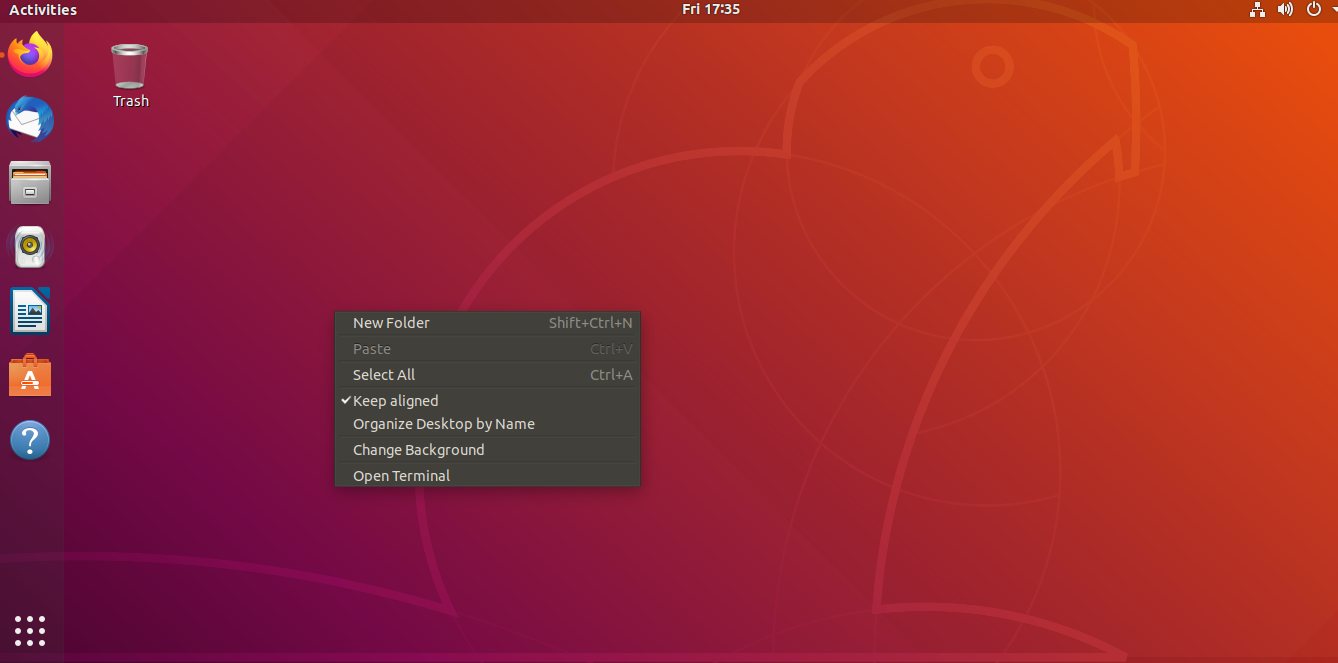 Activities
Fri 17:35
Trash
New Folder Shift+Ctrl+N
Paste Ctrl+V
Select All Ctrl+A
Keep aligned
Organize Desktop by Name
Change Background
Open Terminal